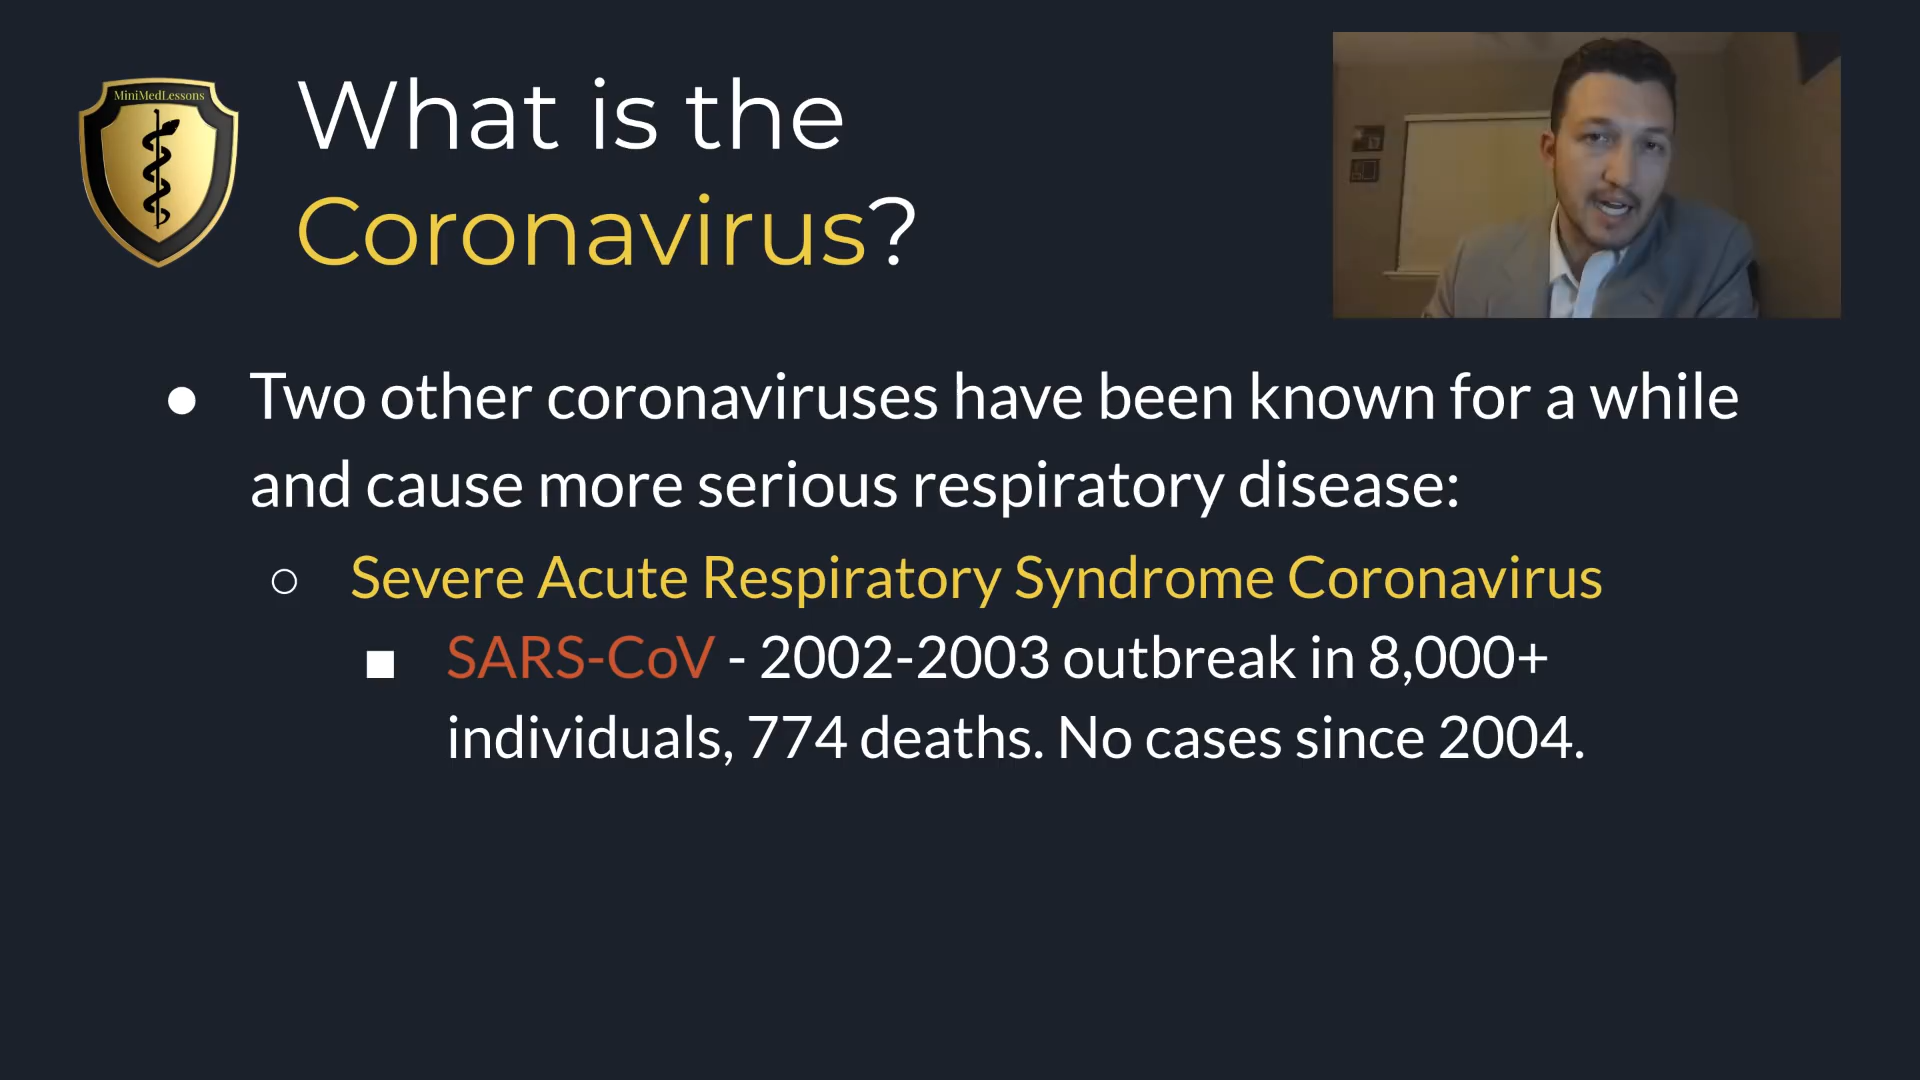 MiniMedLessons
What is the
Coronavirus?
● Two other coronaviruses have been known for a while
and cause more serious respiratory disease:
○ Severe Acute Respiratory Syndrome Coronavirus
■ SARS-CoV - 2002-2003 outbreak in 8,000+
individuals, 774 deaths. No cases since 2004.